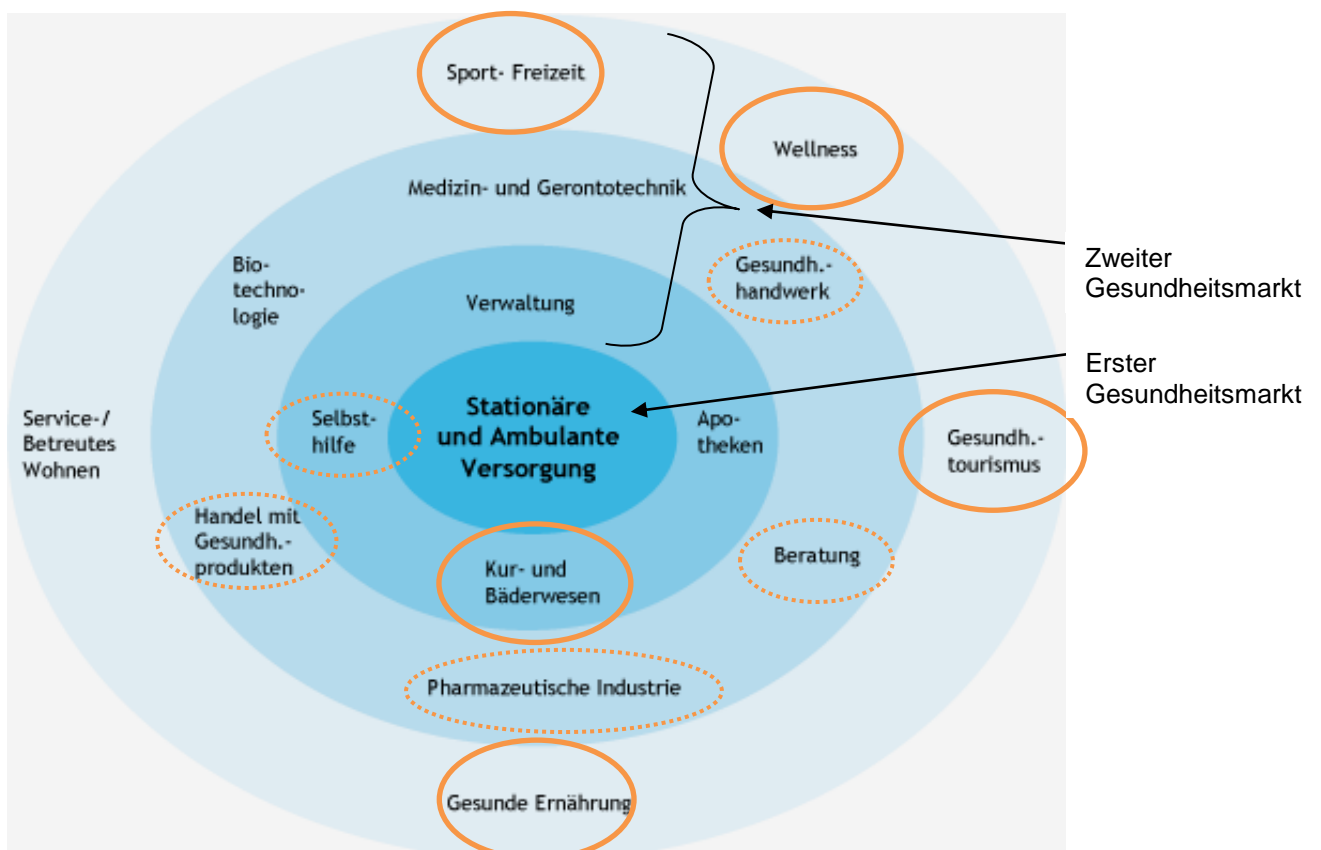 Sport- Freizeit
Wellness
Medizin- und Gerontotechnik
Bio-
techno-
logie
Gesundh.-
handwerk
Zweiter
Gesundheitsmarkt
Verwaltung
Erster
Gesundheitsmarkt
Service-/
Betreutes
Wohnen
Selbst-
hilfe
Stationäre
und Ambulante
Versorgung
Apo-
theken
Gesundh.-
tourismus
Handel mit
Gesundh.-
produkten
Kur- und
Bäderwesen
Beratung
Pharmazeutische Industrie
Gesunde Ernährung